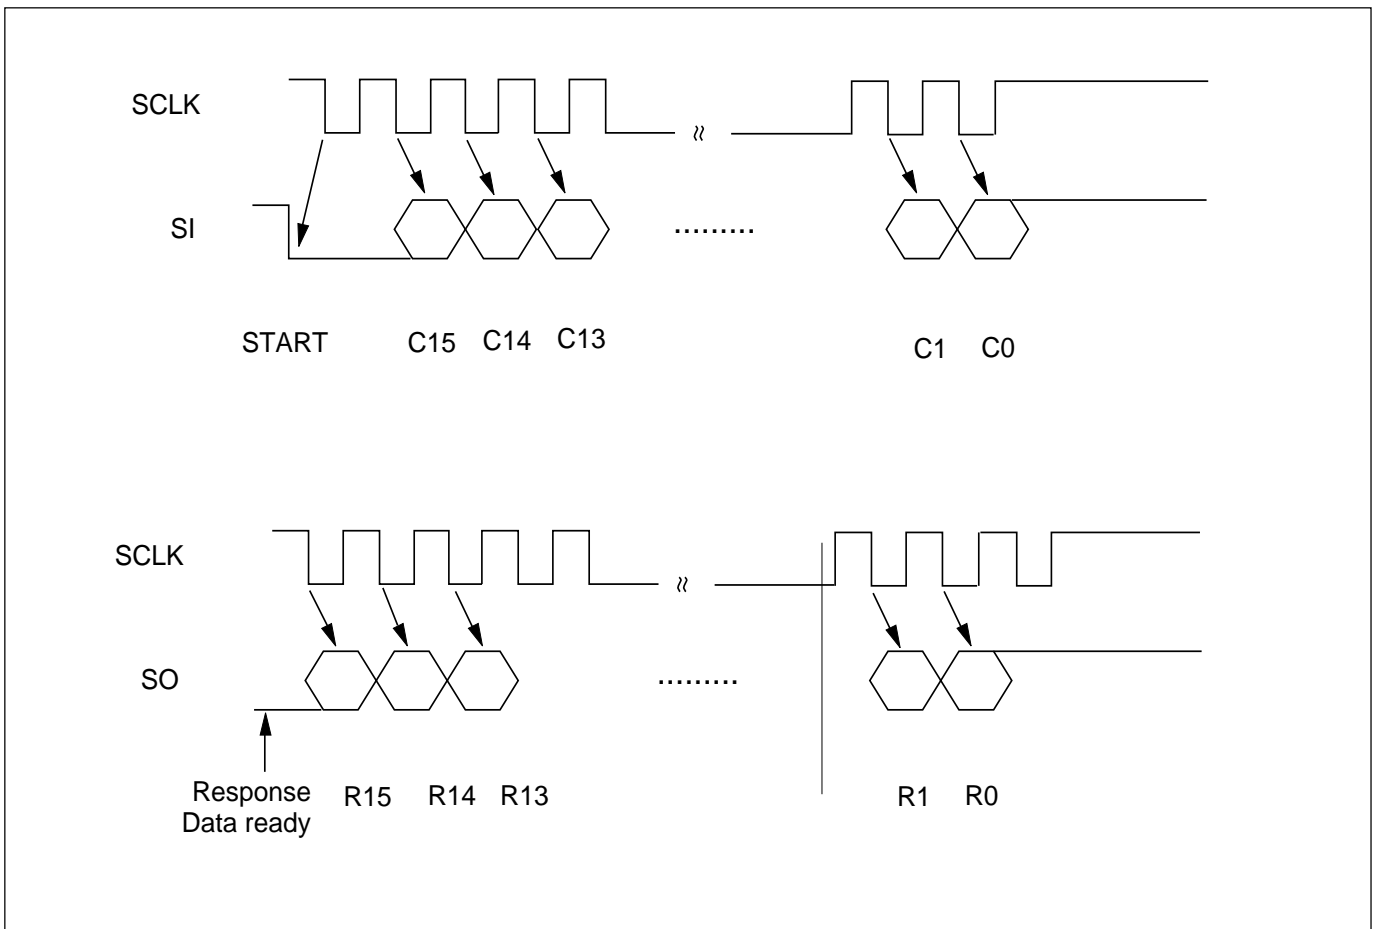 SCLK
≈
SI
.........
START C15 C14 C13 C1 C0
SCLK
≈
SO
.........
Response
Data ready
R15 R14 R13 R1 R0